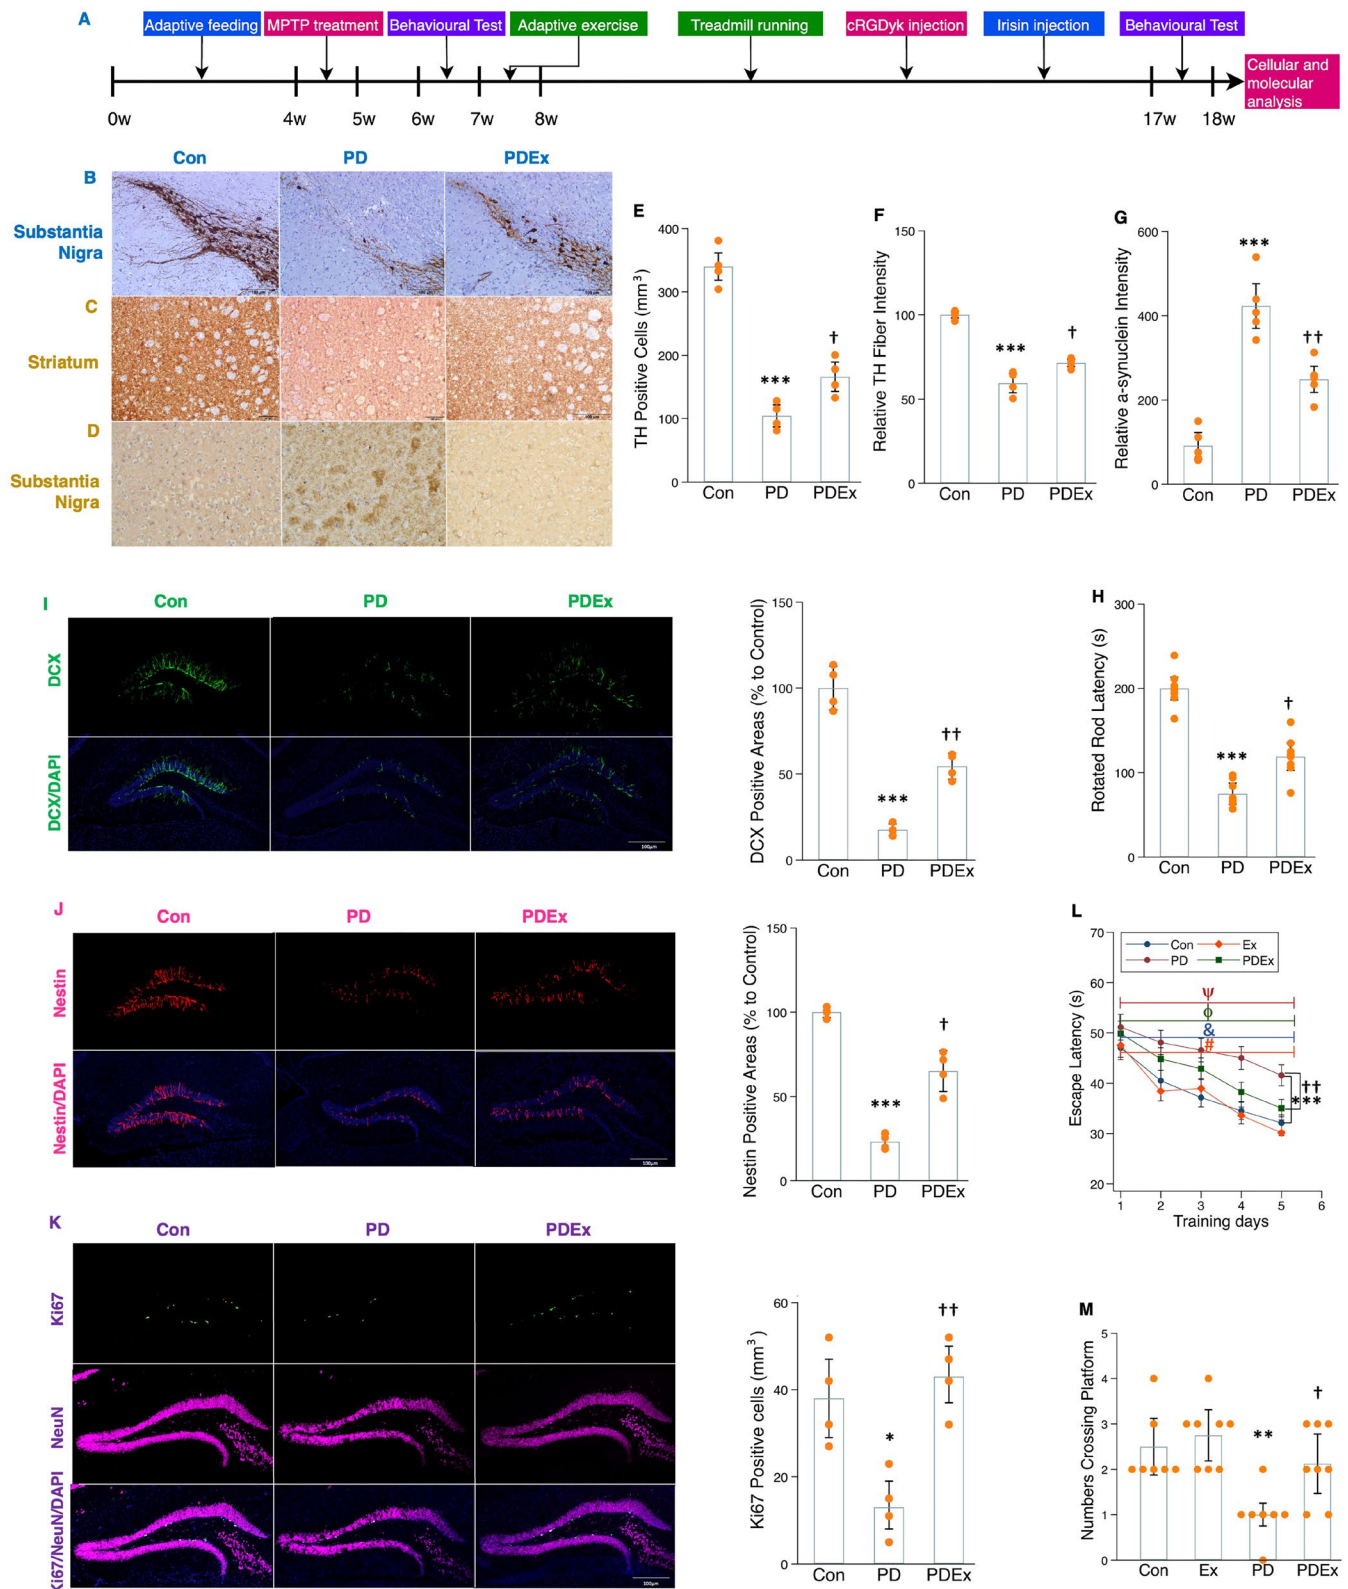 A
Adaptive feeding
MPTP treatment
Behavioural Test
Adaptive exercise
Treadmill running
cRGDyk injection
Irisin injection
Behavioural Test
Cellular and
molecular
analysis
0w
4w
5w
6w
7w
8w
17w
18w
Con
PD
PDEx
B
Substantia
Nigra
C
Striatum
D
Substantia
Nigra
E
TH Positive Cells (mm³)
400
300
200
100
0
***
†
Con
PD
PDEx
F
Relative TH Fiber Intensity
150
100
50
0
***
†
Con
PD
PDEx
G
Relative a-synuclein Intensity
600
400
200
0
***
††
Con
PD
PDEx
I
Con
PD
PDEx
DCX
DCX/DAPI
100μm
DCX Positive Areas (% to Control)
150
100
50
0
***
††
Con
PD
PDEx
H
Rotated Rod Latency (s)
300
200
100
0
***
†
Con
PD
PDEx
J
Con
PD
PDEx
Nestin
Nestin/DAPI
100μm
Nestin Positive Areas (% to Control)
150
100
50
0
***
†
Con
PD
PDEx
L
Escape Latency (s)
70
60
50
40
30
20
Con
Ex
PD
PDEx
ψ
ϕ
&
#
††
***
1
2
3
4
5
6
Training days
K
Con
PD
PDEx
Ki67
NeuN
Ki67/NeuN/DAPI
100μm
Ki67 Positive cells (mm³)
60
40
20
0
*
††
Con
PD
PDEx
M
Numbers Crossing Platform
5
4
3
2
1
0
**
†
Con
Ex
PD
PDEx